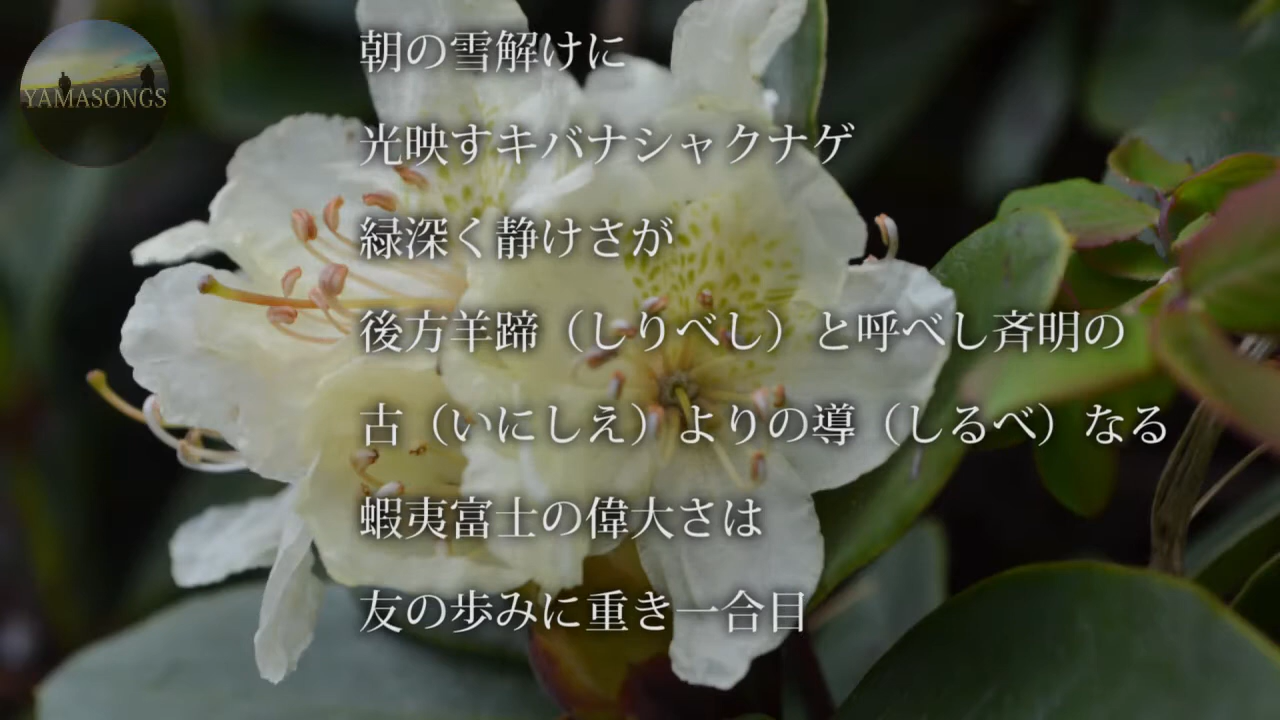 YAMASONGS
朝の雪解けに
光映すキバナシャクナゲ
緑深く静けさが
後方羊蹄（しりべし）と呼べし斉明の
古（いにしえ）よりの導（しるべ）なる
蝦夷富士の偉大さは
友の歩みに重き一合目